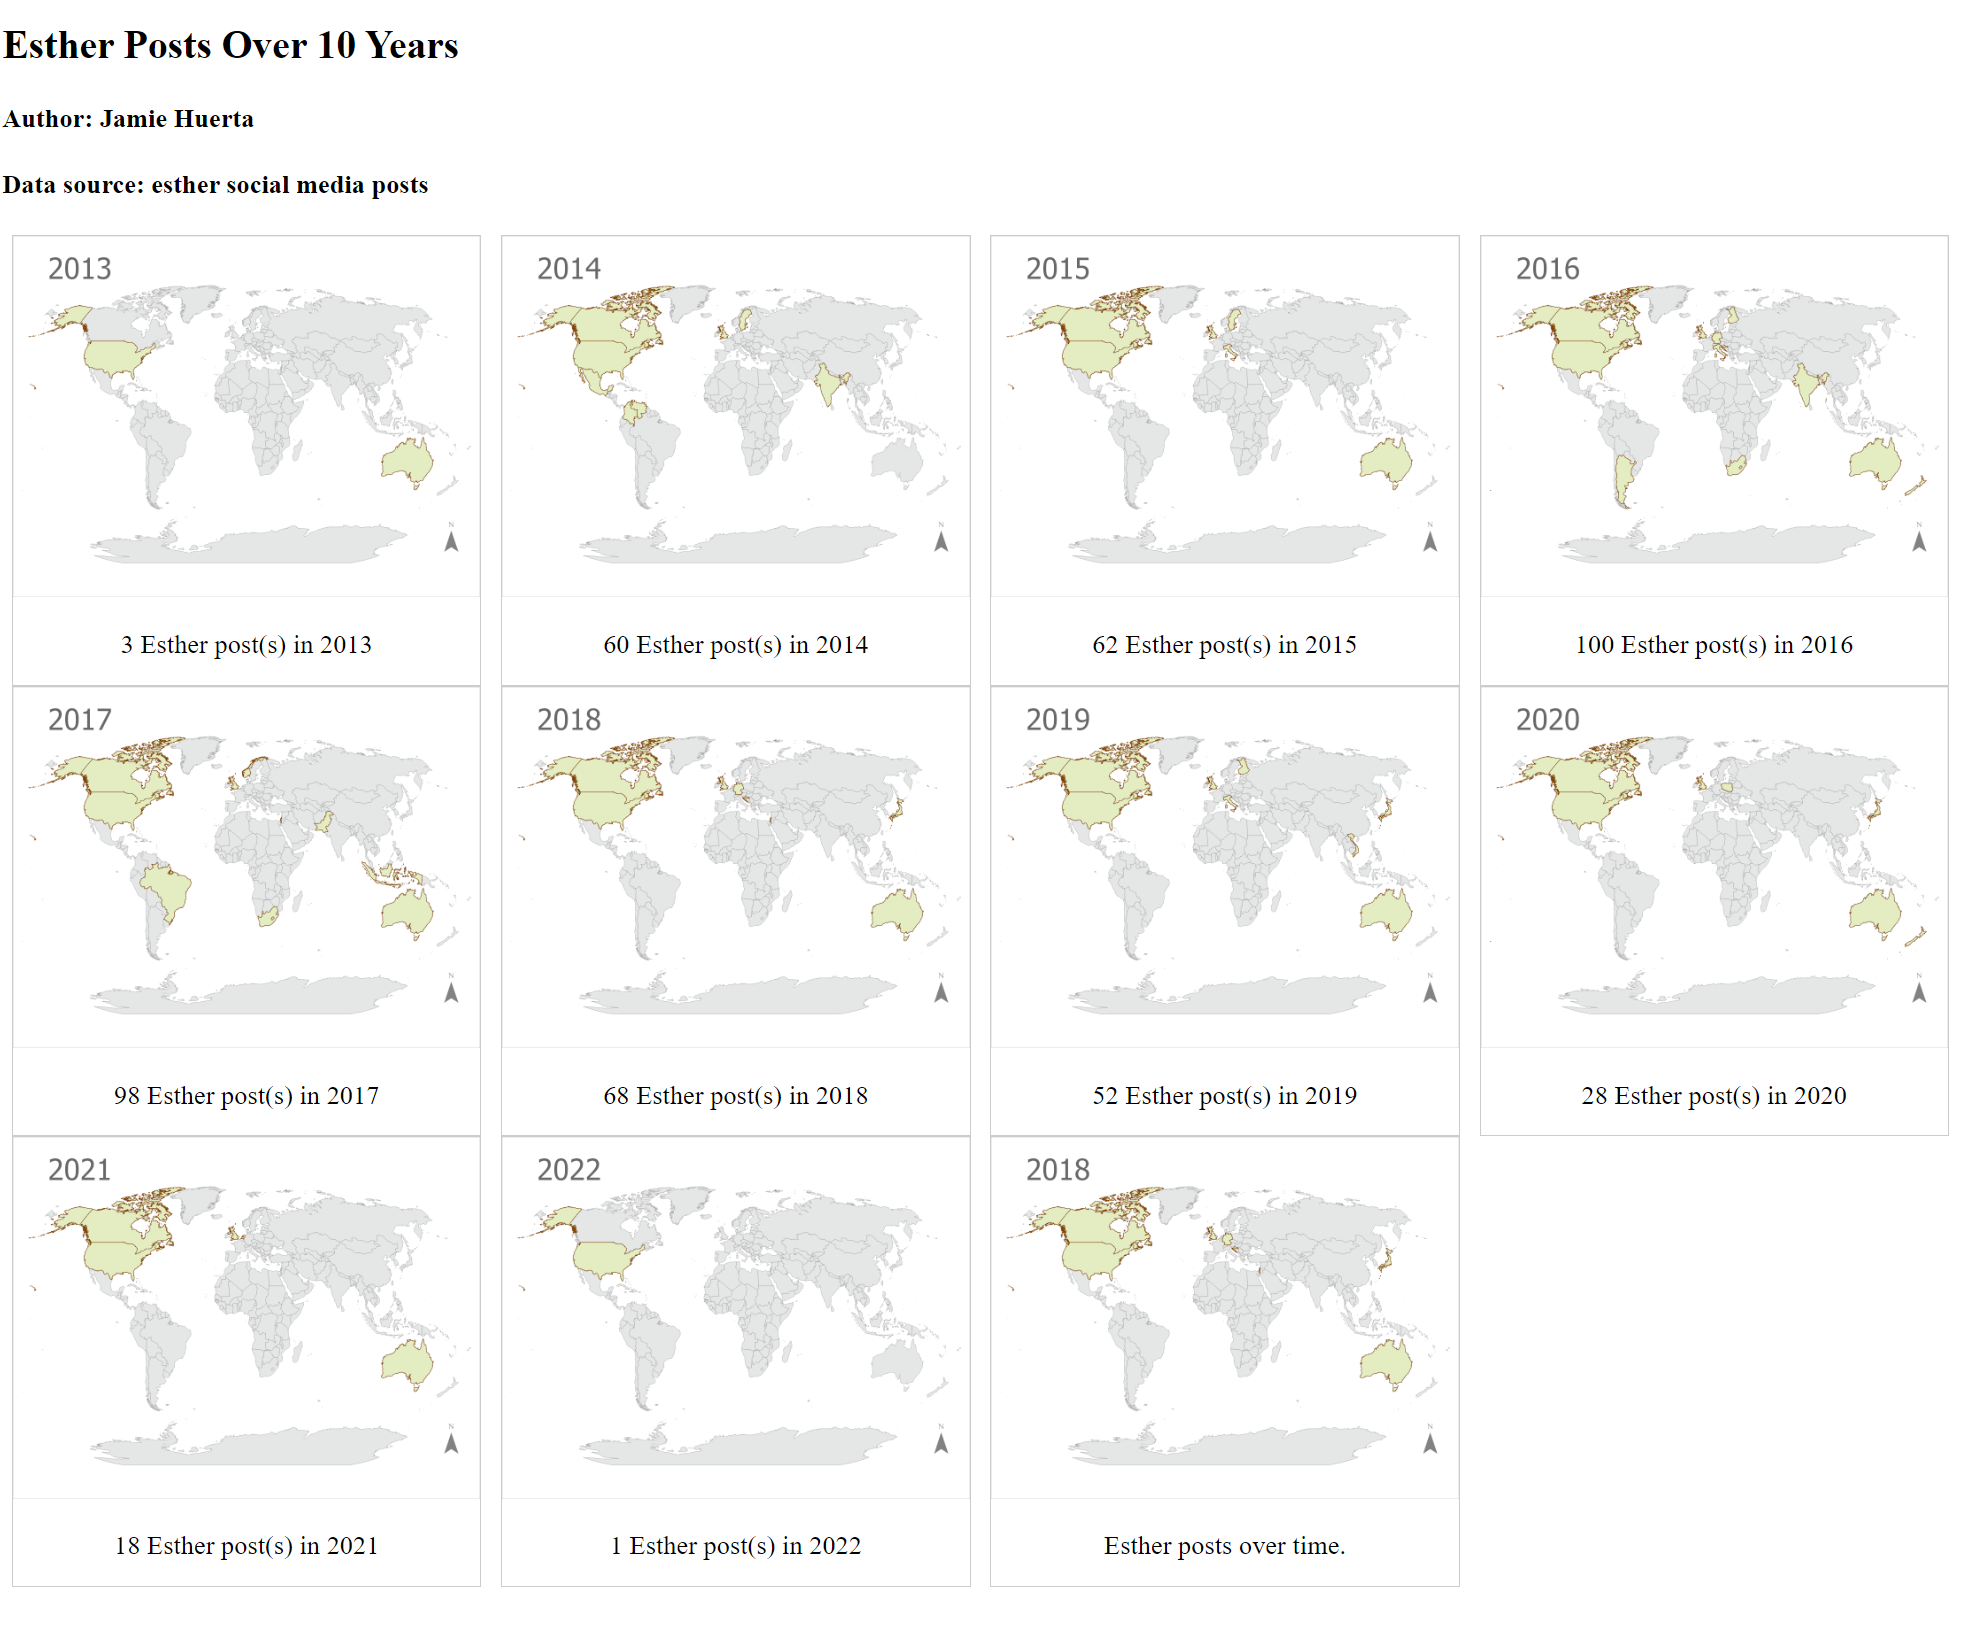 Esther Posts Over 10 Years
Author: Jamie Huerta
Data source: esther social media posts
2013
N
3 Esther post(s) in 2013
2014
N
60 Esther post(s) in 2014
2015
N
62 Esther post(s) in 2015
2016
N
100 Esther post(s) in 2016
2017
N
98 Esther post(s) in 2017
2018
N
68 Esther post(s) in 2018
2019
N
52 Esther post(s) in 2019
2020
N
28 Esther post(s) in 2020
2021
N
18 Esther post(s) in 2021
2022
N
1 Esther post(s) in 2022
2018
N
Esther posts over time.